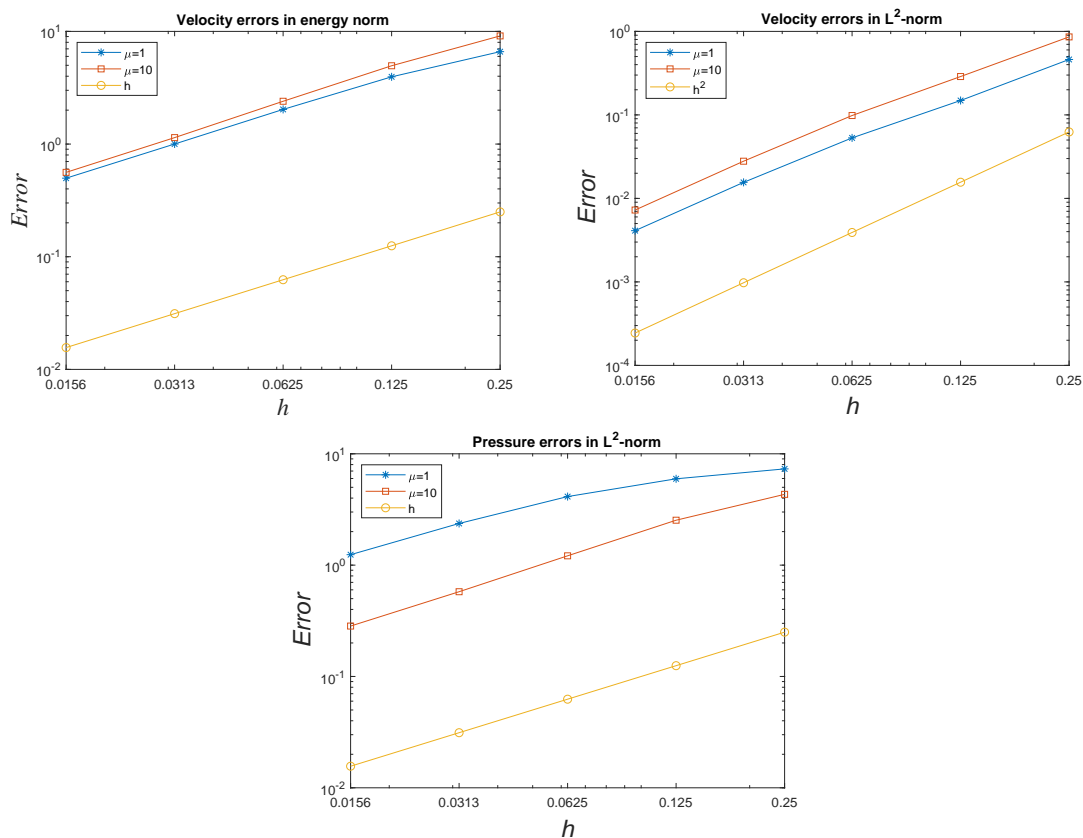 Velocity errors in energy norm
μ=1
μ=10
h
10^1
10^0
10^-1
10^-2
Error
0.0156 0.0313 0.0625 0.125 0.25
h
Velocity errors in L^2-norm
μ=1
μ=10
h^2
10^0
10^-1
10^-2
10^-3
10^-4
Error
0.0156 0.0313 0.0625 0.125 0.25
h
Pressure errors in L^2-norm
μ=1
μ=10
h
10^1
10^0
10^-1
10^-2
Error
0.0156 0.0313 0.0625 0.125 0.25
h